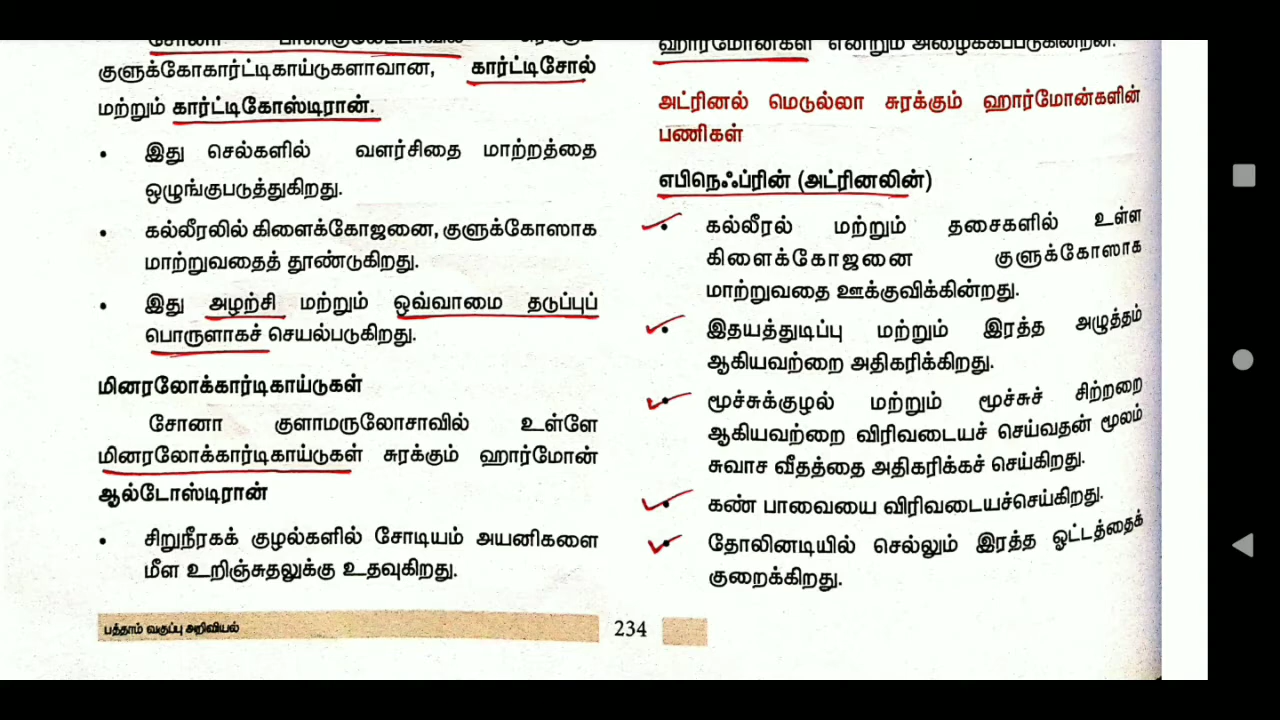 குளுக்கோகார்ட்டிகாய்டுகளாவான, கார்ட்டிசோல்
மற்றும் கார்ட்டிகோஸ்டிரான்.
• இது செல்களில் வளர்சிதை மாற்றத்தை
ஒழுங்குபடுத்துகிறது.
• கல்லீரலில் கிளைக்கோஜனை, குளுக்கோஸாக
மாற்றுவதைத் தூண்டுகிறது.
• இது அழற்சி மற்றும் ஒவ்வாமை தடுப்புப்
பொருளாகச் செயல்படுகிறது.
மினரலோக்கார்டிகாய்டுகள்
சோனா குளாமருலோசாவில் உள்ளே
மினரலோக்கார்டிகாய்டுகள் சுரக்கும் ஹார்மோன்
ஆல்டோஸ்டிரான்
• சிறுநீரகக் குழல்களில் சோடியம் அயனிகளை
மீள உறிஞ்சுதலுக்கு உதவுகிறது.
பத்தாம் வகுப்பு அறிவியல்
234
ஹார்மோன்கள் என்றும் அழைக்கப்படுகின்றன.
அட்ரினல் மெடுல்லா சுரக்கும் ஹார்மோன்களின்
பணிகள்
எபிநெஃப்ரின் (அட்ரினலின்)
• கல்லீரல் மற்றும் தசைகளில் உள்ள
கிளைக்கோஜனை குளுக்கோஸாக
மாற்றுவதை ஊக்குவிக்கின்றது.
• இதயத்துடிப்பு மற்றும் இரத்த அழுத்தம்
ஆகியவற்றை அதிகரிக்கிறது.
• மூச்சுக்குழல் மற்றும் மூச்சுச் சிற்றறை
ஆகியவற்றை விரிவடையச் செய்வதன் மூலம்
சுவாச வீதத்தை அதிகரிக்கச் செய்கிறது.
• கண் பாவையை விரிவடையச்செய்கிறது.
• தோலினடியில் செல்லும் இரத்த ஓட்டத்தைக்
குறைக்கிறது.